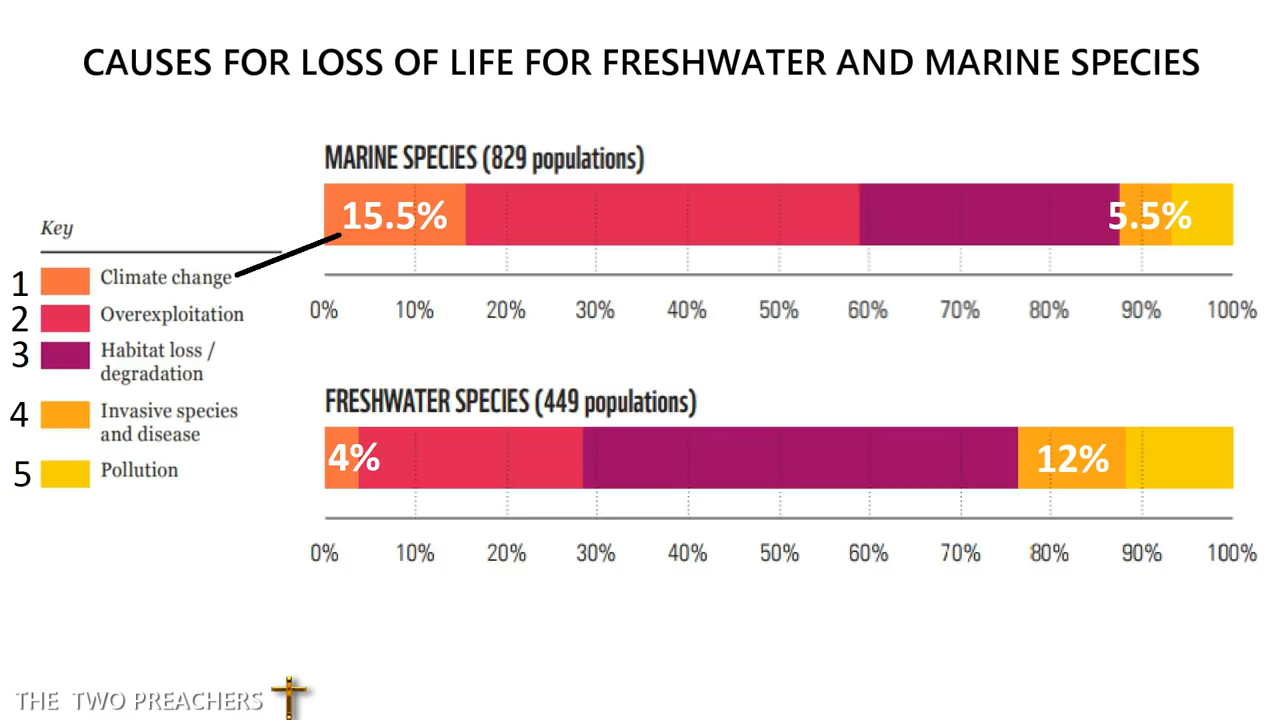 CAUSES FOR LOSS OF LIFE FOR FRESHWATER AND MARINE SPECIES
MARINE SPECIES (829 populations)
15.5% 5.5%
0% 10% 20% 30% 40% 50% 60% 70% 80% 90% 100%
Key
1 Climate change
2 Overexploitation
3 Habitat loss /
degradation
4 Invasive species
and disease
5 Pollution
FRESHWATER SPECIES (449 populations)
4% 12%
0% 10% 20% 30% 40% 50% 60% 70% 80% 90% 100%
THE TWO PREACHERS